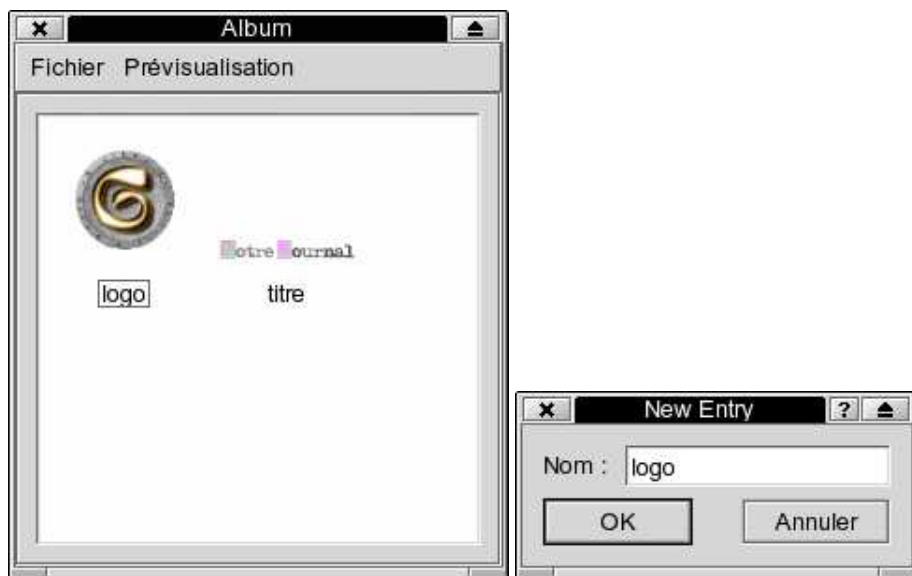 Album
Fichier Prévisualisation
otre ournal
logo
titre
New Entry
?
Nom :
logo
OK
Annuler